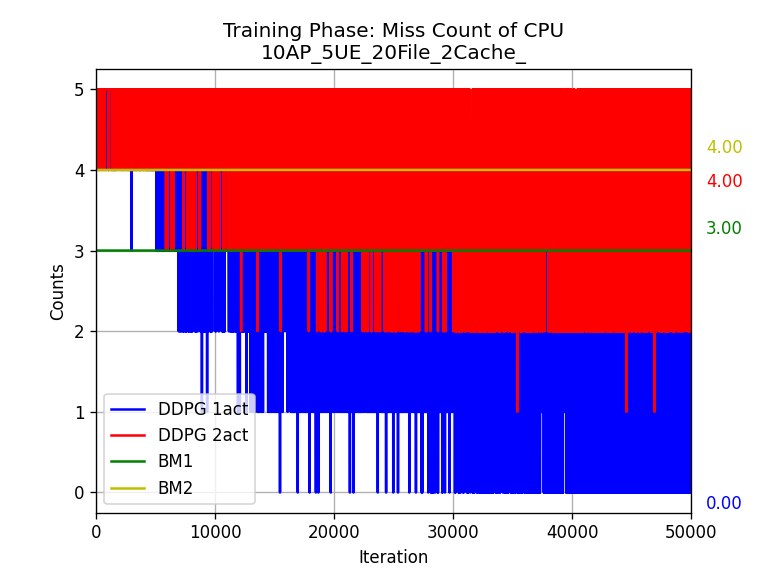 Training Phase: Miss Count of CPU
10AP_5UE_20File_2Cache_
5
4
3
2
1
0
Counts
4.00
4.00
3.00
0.00
DDPG 1act
DDPG 2act
BM1
BM2
0
10000
20000
30000
40000
50000
Iteration